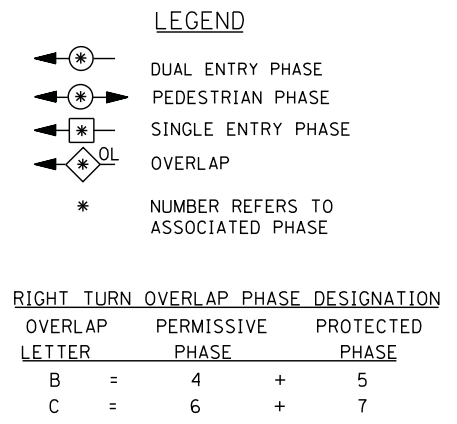 LEGEND
* DUAL ENTRY PHASE
* PEDESTRIAN PHASE
* SINGLE ENTRY PHASE
* OL OVERLAP
* NUMBER REFERS TO
ASSOCIATED PHASE
RIGHT TURN OVERLAP PHASE DESIGNATION
OVERLAP PERMISSIVE PROTECTED
LETTER PHASE PHASE
B = 4 + 5
C = 6 + 7